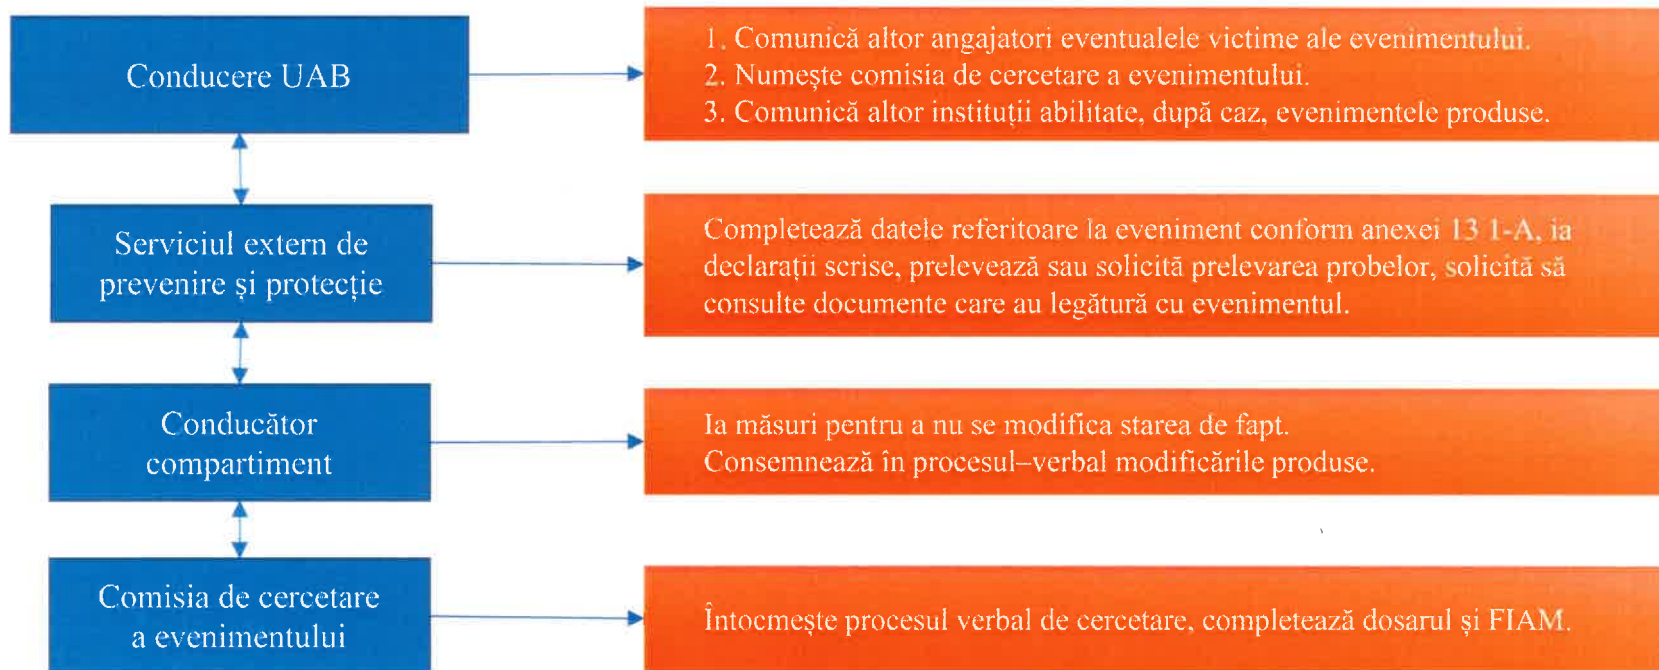 Conducere UAB
1. Comunică altor angajatori eventualele victime ale evenimentului.
2. Numește comisia de cercetare a evenimentului.
3. Comunică altor instituții abilitate, după caz, evenimentele produse.
Serviciul extern de
prevenire și protecție
Completează datele referitoare la eveniment conform anexei 13 1-A, ia
declarații scrise, prelevează sau solicită prelevarea probelor, solicită să
consulte documente care au legătură cu evenimentul.
Conducător
compartiment
Ia măsuri pentru a nu se modifica starea de fapt.
Consemnează în procesul–verbal modificările produse.
Comisia de cercetare
a evenimentului
Întocmește procesul verbal de cercetare, completează dosarul și FIAM.